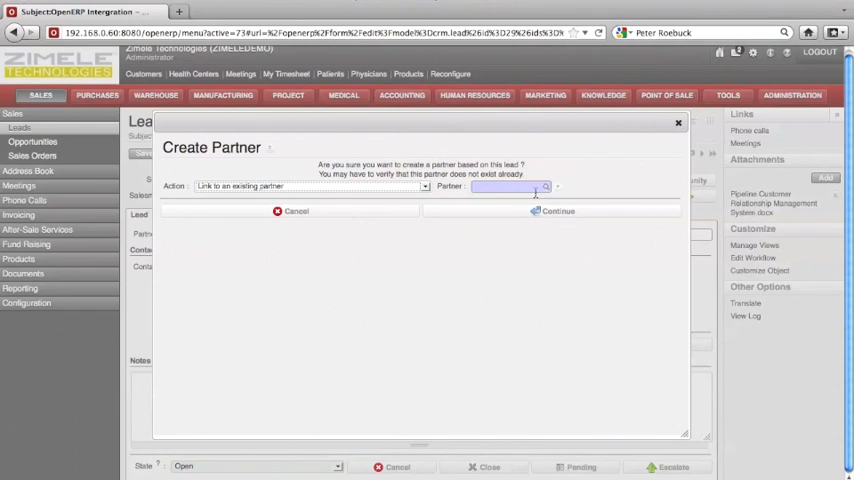 Subject:OpenERP Intergration – ...
192.168.0.60:8080/openerp/menu?active=73#url=%2Fopenerp%2Fform%2Fedit%3Fmodel%3Dcrm.lead%26id%3D29%26ids%3D%
Peter Roebuck
ZIMELE TECHNOLOGIES
Zimele Technologies (ZIMELEDEMO)
Administrator
LOGOUT
Customers Health Centers Meetings My Timesheet Patients Physicians Products Reconfigure
SALES PURCHASES WAREHOUSE MANUFACTURING PROJECT MEDICAL ACCOUNTING HUMAN RESOURCES MARKETING KNOWLEDGE POINT OF SALE TOOLS ADMINISTRATION
Sales
Leads
Opportunities
Sales Orders
Address Book
Meetings
Phone Calls
Invoicing
After-Sale Services
Fund Raising
Products
Documents
Reporting
Configuration
Create Partner ?
Are you sure you want to create a partner based on this lead ?
You may have to verify that this partner does not exist already.
Action : Link to an existing partner Partner :
Cancel Continue
Lead
Notes
State ? : Open Cancel Close Pending Escalate
Links
Phone calls
Meetings
Attachments
Add
Pipeline Customer
Relationship Management
System.docx
Customize
Manage Views
Edit Workflow
Customize Object
Other Options
Translate
View Log